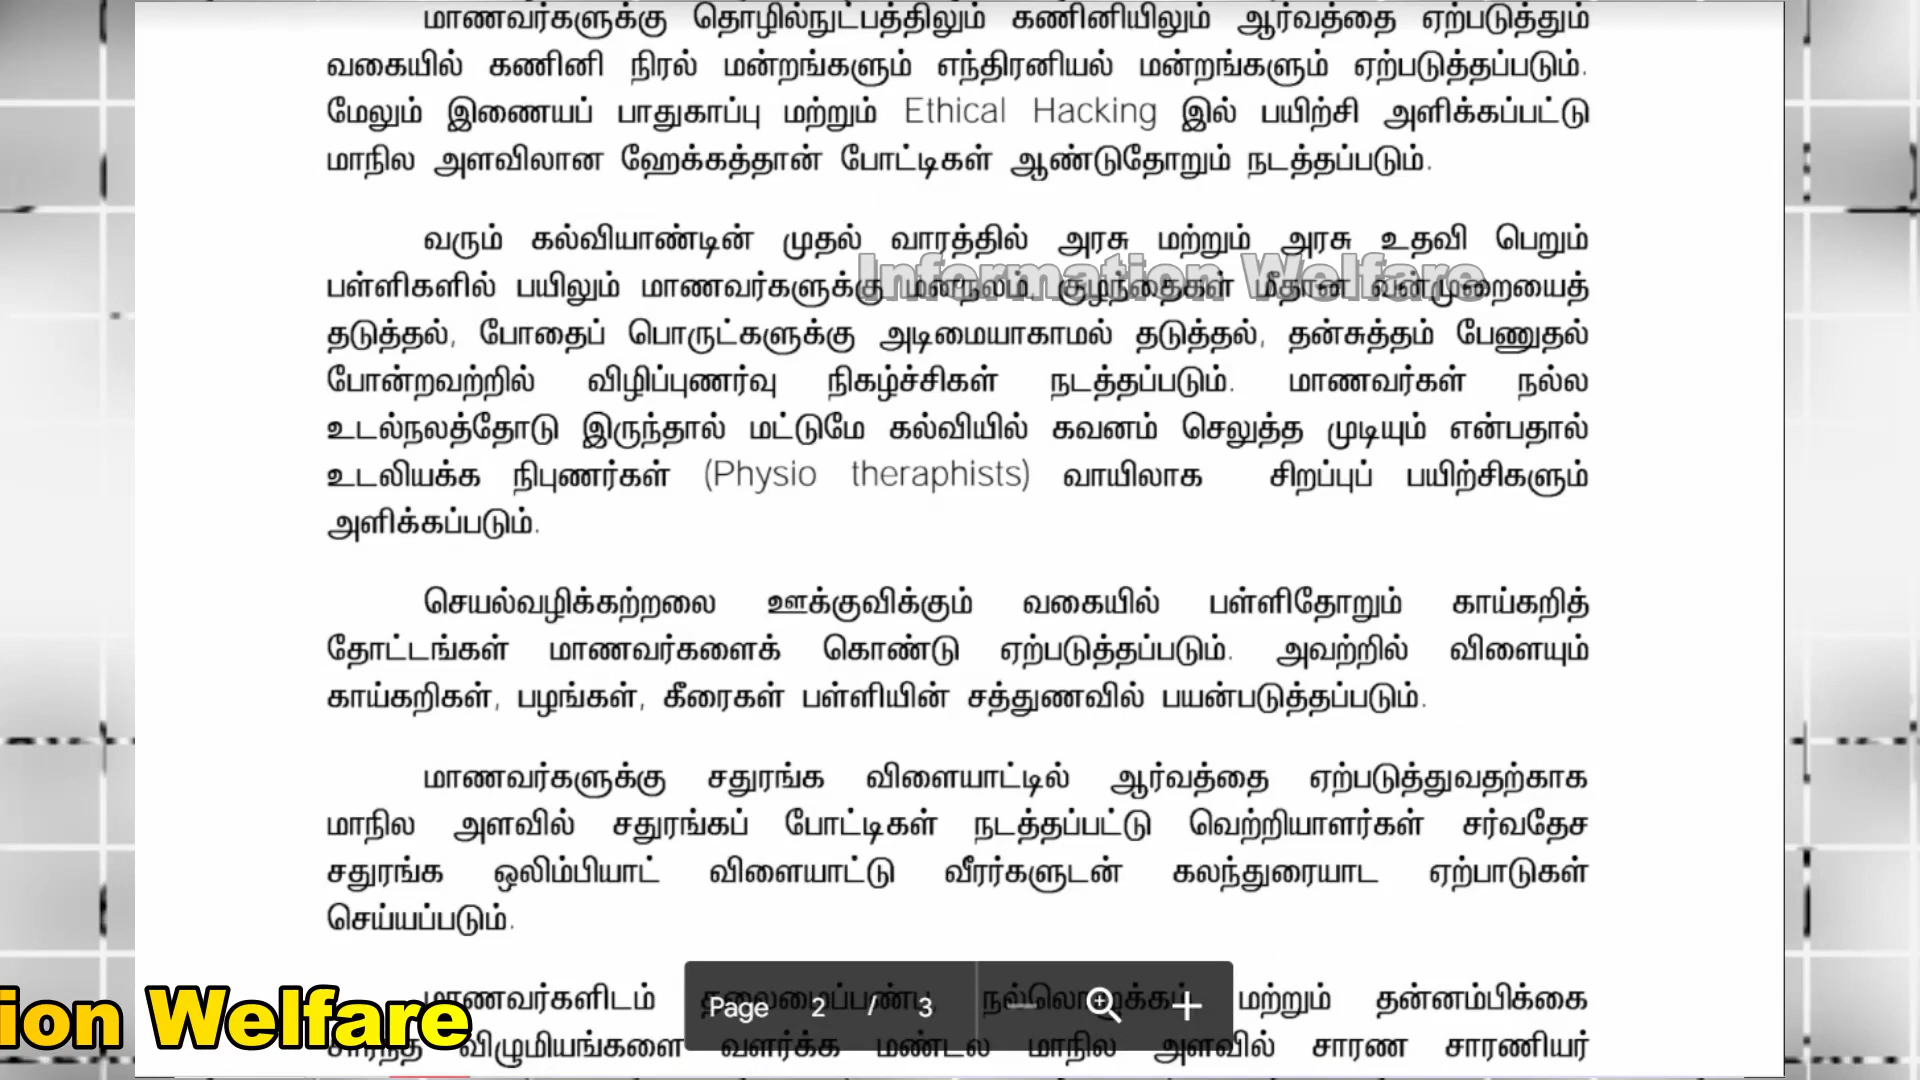 மாணவர்களுக்கு தொழில்நுட்பத்திலும் கணினியிலும் ஆர்வத்தை ஏற்படுத்தும்
வகையில் கணினி நிரல் மன்றங்களும் எந்திரனியல் மன்றங்களும் ஏற்படுத்தப்படும்.
மேலும் இணையப் பாதுகாப்பு மற்றும் Ethical Hacking இல் பயிற்சி அளிக்கப்பட்டு
மாநில அளவிலான ஹேக்கத்தான் போட்டிகள் ஆண்டுதோறும் நடத்தப்படும்.
வரும் கல்வியாண்டின் முதல் வாரத்தில் அரசு மற்றும் அரசு உதவி பெறும்
Information Welfare
பள்ளிகளில் பயிலும் மாணவர்களுக்கு மனநலம், குழந்தைகள் மீதான வன்முறையைத்
தடுத்தல், போதைப் பொருட்களுக்கு அடிமையாகாமல் தடுத்தல், தன்சுத்தம் பேணுதல்
போன்றவற்றில் விழிப்புணர்வு நிகழ்ச்சிகள் நடத்தப்படும். மாணவர்கள் நல்ல
உடல்நலத்தோடு இருந்தால் மட்டுமே கல்வியில் கவனம் செலுத்த முடியும் என்பதால்
உடலியக்க நிபுணர்கள் (Physio theraphists) வாயிலாக சிறப்புப் பயிற்சிகளும்
அளிக்கப்படும்.
செயல்வழிக்கற்றலை ஊக்குவிக்கும் வகையில் பள்ளிதோறும் காய்கறித்
தோட்டங்கள் மாணவர்களைக் கொண்டு ஏற்படுத்தப்படும். அவற்றில் விளையும்
காய்கறிகள், பழங்கள், கீரைகள் பள்ளியின் சத்துணவில் பயன்படுத்தப்படும்.
மாணவர்களுக்கு சதுரங்க விளையாட்டில் ஆர்வத்தை ஏற்படுத்துவதற்காக
மாநில அளவில் சதுரங்கப் போட்டிகள் நடத்தப்பட்டு வெற்றியாளர்கள் சர்வதேச
சதுரங்க ஒலிம்பியாட் விளையாட்டு வீரர்களுடன் கலந்துரையாட ஏற்பாடுகள்
செய்யப்படும்.
மாணவர்களிடம் தலைமைப்பண்பு, நல்லொழுக்கம் மற்றும் தன்னம்பிக்கை
Page 2 / 3
ion Welfare
சார்ந்த விழுமியங்களை வளர்க்க மண்டல மாநில அளவில் சாரண சாரணியர்